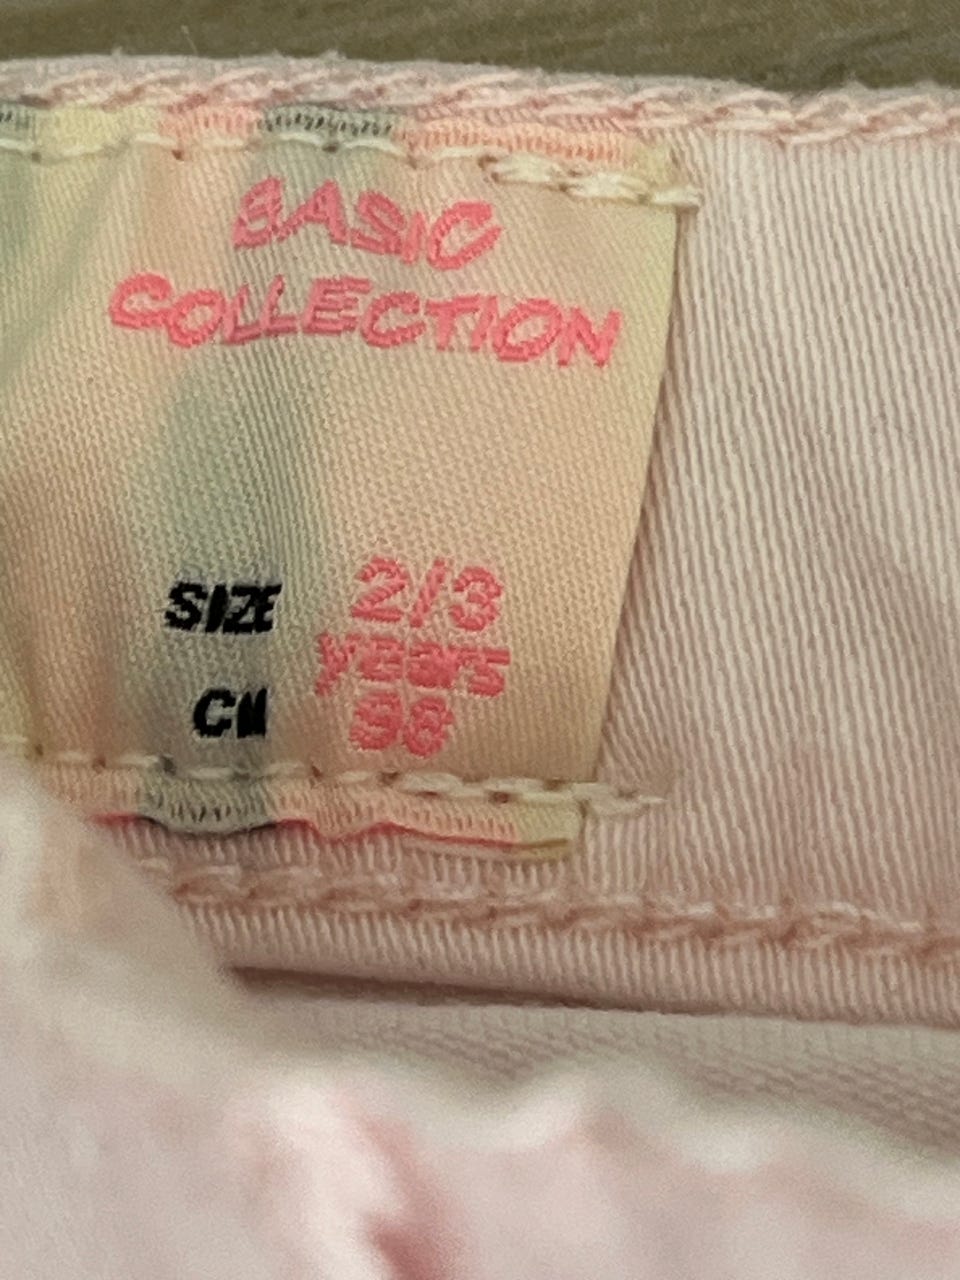 BASIC
COLLECTION
SIZE 2/3
years
CM 98